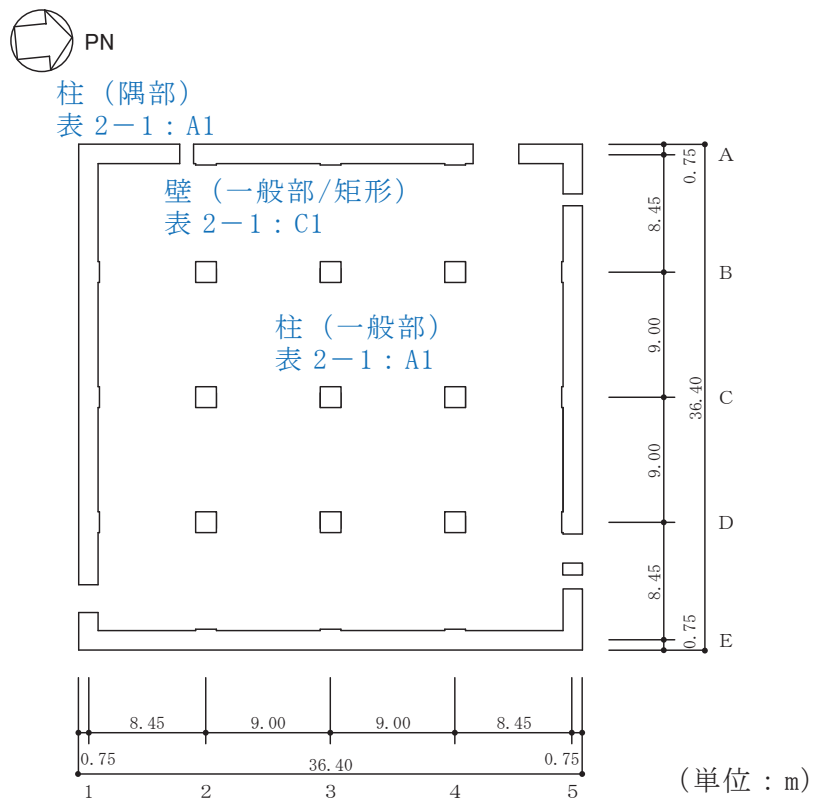 PN
柱（隅部）
表 2－1：A1
壁（一般部/矩形）
表 2－1：C1
柱（一般部）
表 2－1：A1
A
0.75
8.45
B
9.00
C
36.40
9.00
D
8.45
0.75
E
8.45 9.00 9.00 8.45
0.75 36.40 0.75
1 2 3 4 5
（単位：m）